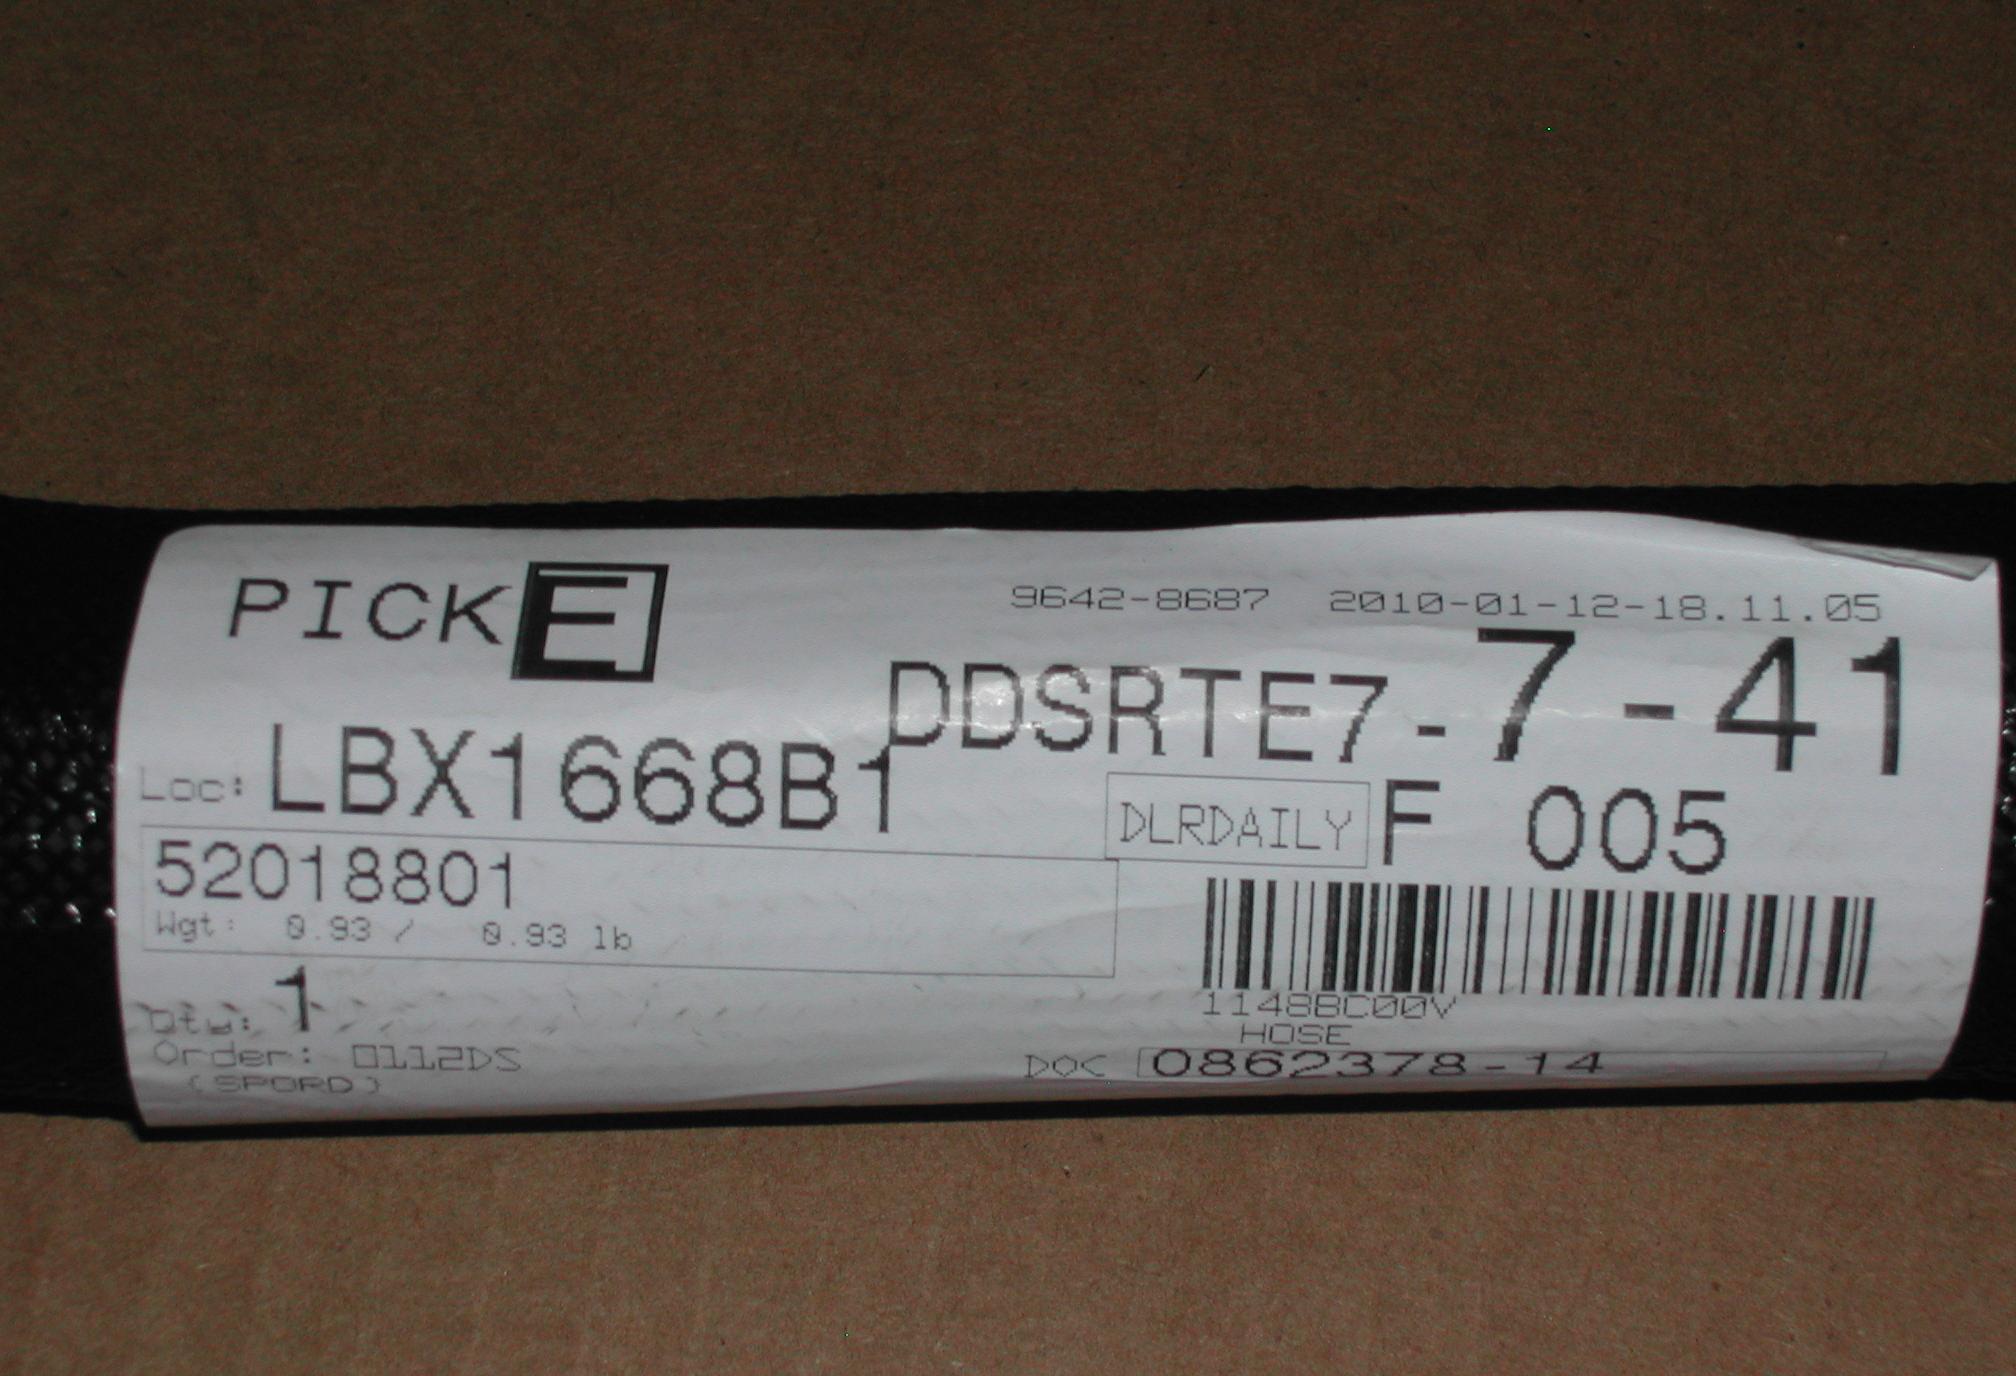 PICK E
9642-8687 2010-01-12-18.11.05
DDSRTE7-7-41
Loc: LBX1668B1
DLRDAILY F 005
52018801
Wgt: 0.93 / 0.93 lb
Qty: 1
1148BC00V
HOSE
Order: 0112DS
(SPORD)
DOC 0862378-14